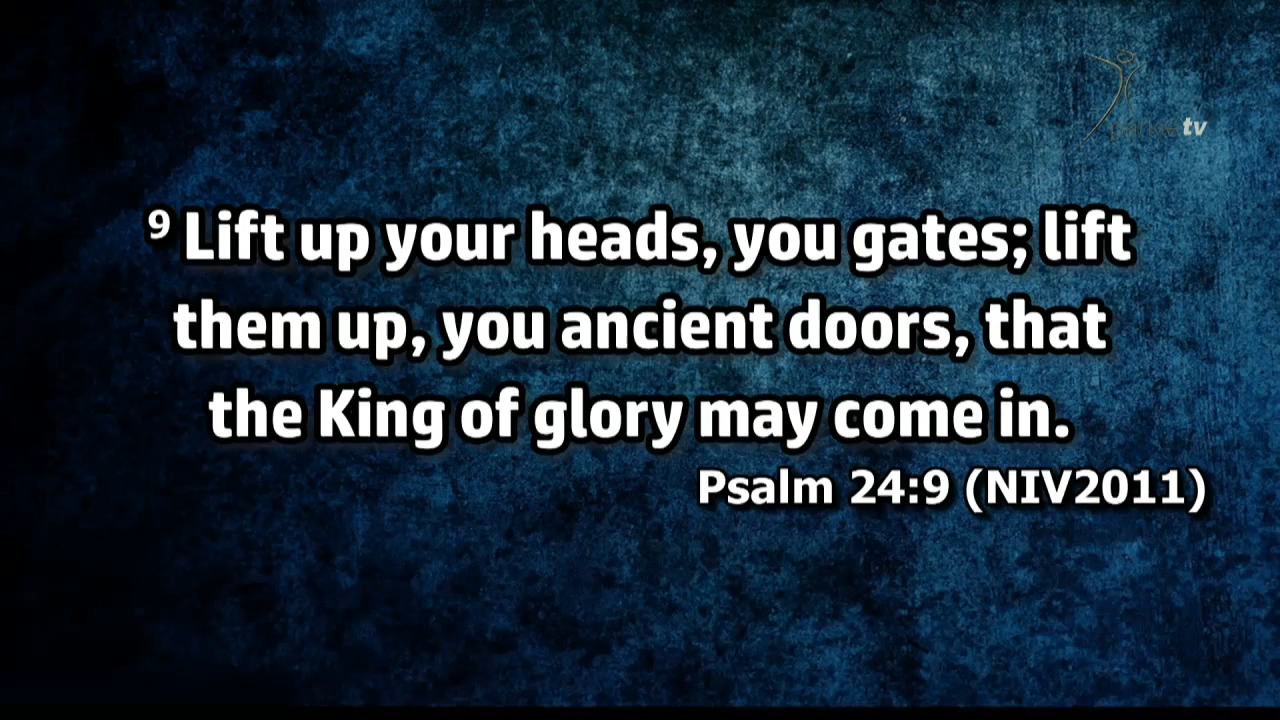 tv
⁹ Lift up your heads, you gates; lift
them up, you ancient doors, that
the King of glory may come in.
Psalm 24:9 (NIV2011)